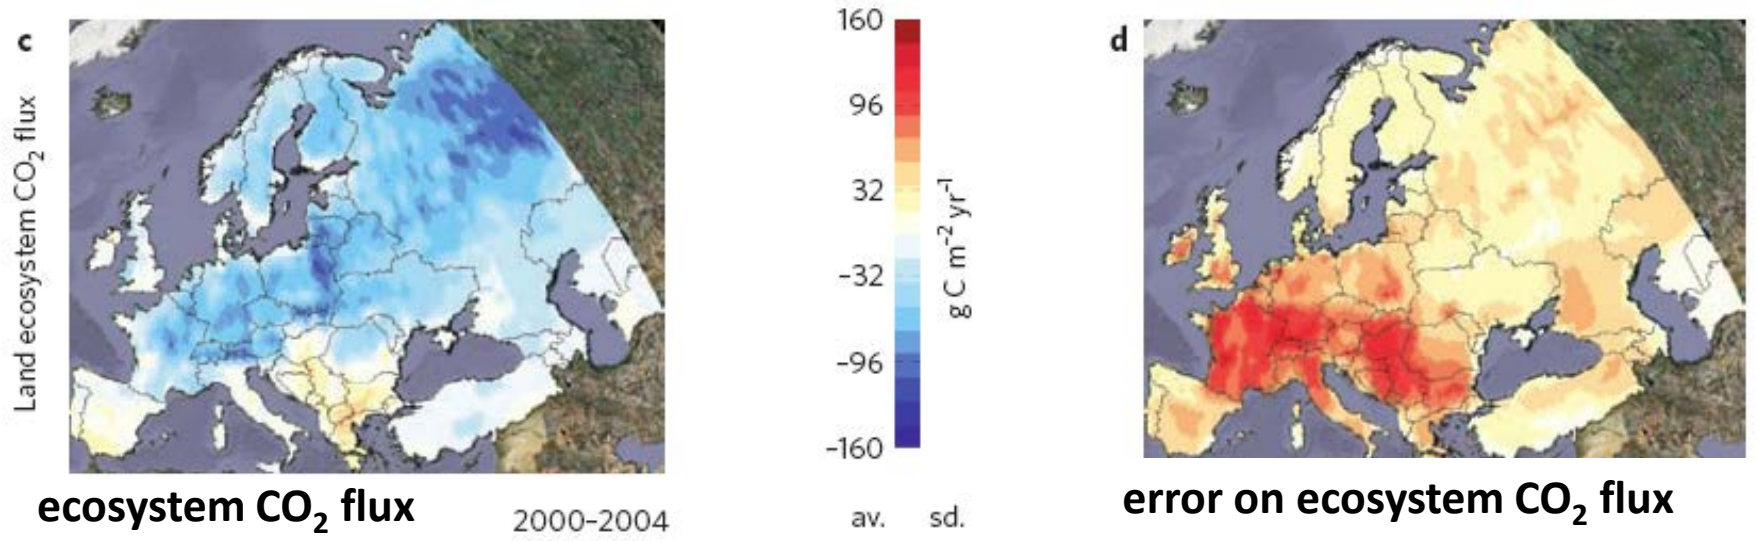 c
Land ecosystem CO₂ flux
160
96
32
−32
−96
−160
g C m⁻² yr⁻¹
d
ecosystem CO₂ flux
2000–2004
av. sd.
error on ecosystem CO₂ flux